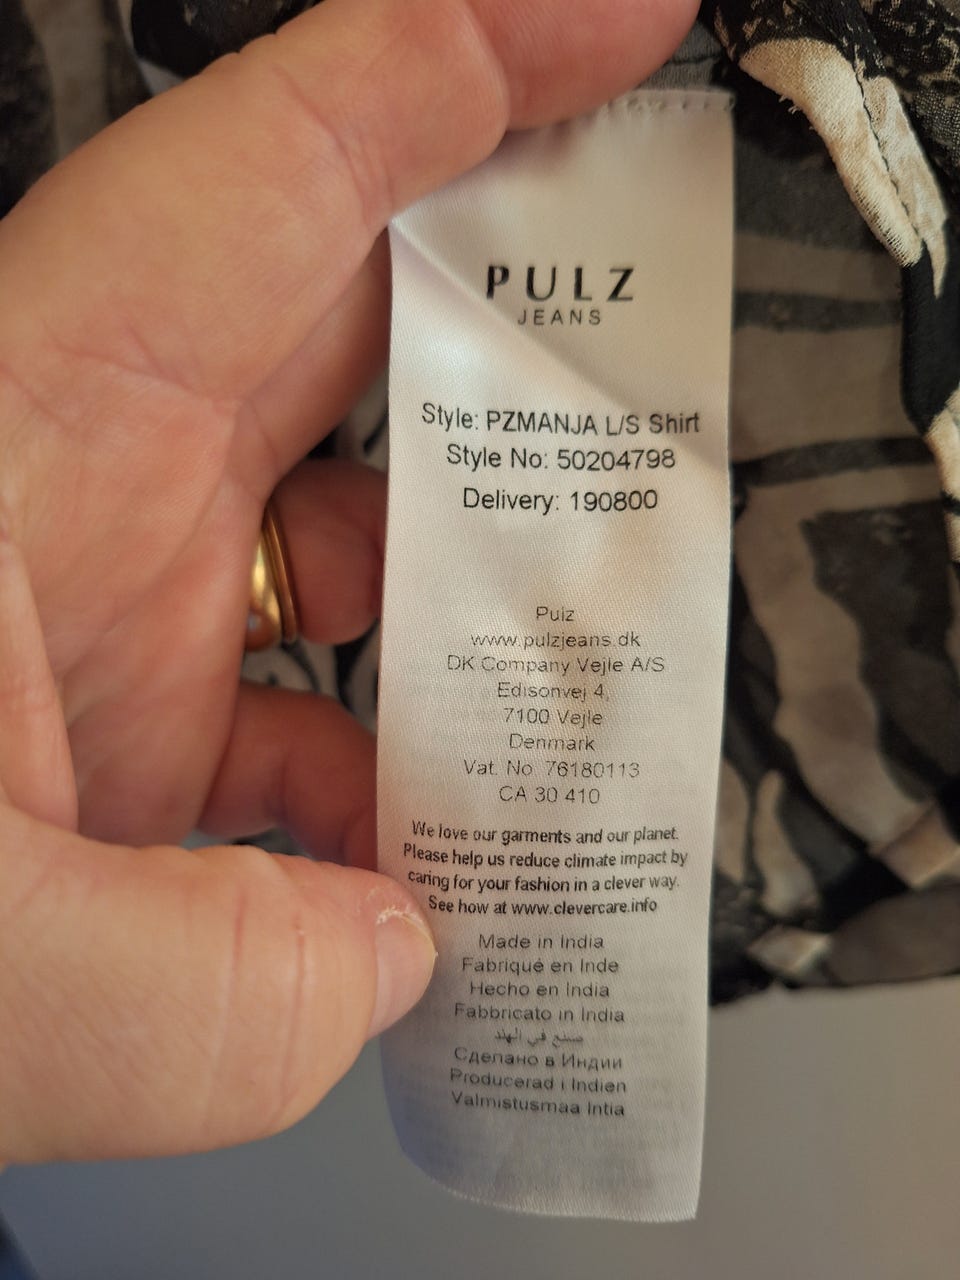 PULZ
JEANS
Style: PZMANJA L/S Shirt
Style No: 50204798
Delivery: 190800
Pulz
www.pulzjeans.dk
DK Company Vejle A/S
Edisonvej 4,
7100 Vejle
Denmark
Vat. No. 76180113
CA 30 410
We love our garments and our planet.
Please help us reduce climate impact by
caring for your fashion in a clever way.
See how at www.clevercare.info
Made in India
Fabriqué en Inde
Hecho en India
Fabbricato in India
صنع في الهند
Сделано в Индии
Producerad i Indien
Valmistusmaa Intia